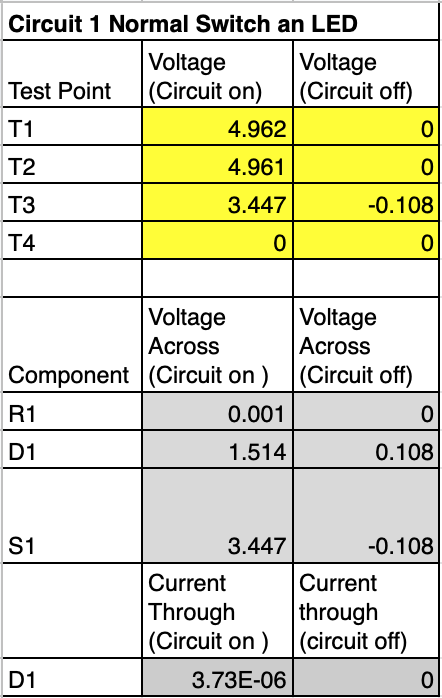 Circuit 1 Normal Switch an LED
Test Point Voltage (Circuit on) Voltage (Circuit off)
T1 4.962 0
T2 4.961 0
T3 3.447 -0.108
T4 0 0
Component Voltage Across (Circuit on ) Voltage Across (Circuit off)
R1 0.001 0
D1 1.514 0.108
S1 3.447 -0.108
Current Through (Circuit on ) Current through (circuit off)
D1 3.73E-06 0